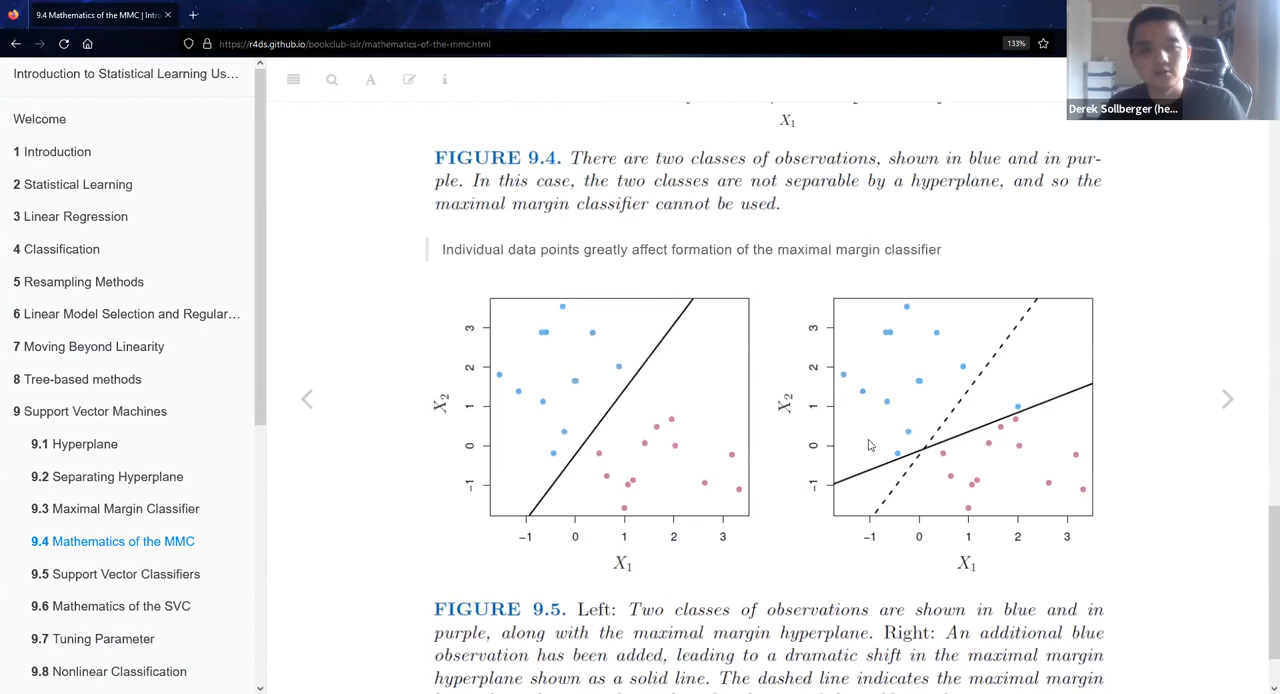 9.4 Mathematics of the MMC | Intro
https://r4ds.github.io/bookclub-islr/mathematics-of-the-mmc.html
133%
Derek Sollberger (he...
Introduction to Statistical Learning Us...
Welcome
1 Introduction
2 Statistical Learning
3 Linear Regression
4 Classification
5 Resampling Methods
6 Linear Model Selection and Regular...
7 Moving Beyond Linearity
8 Tree-based methods
9 Support Vector Machines
9.1 Hyperplane
9.2 Separating Hyperplane
9.3 Maximal Margin Classifier
9.4 Mathematics of the MMC
9.5 Support Vector Classifiers
9.6 Mathematics of the SVC
9.7 Tuning Parameter
9.8 Nonlinear Classification
X1
FIGURE 9.4. There are two classes of observations, shown in blue and in pur-
ple. In this case, the two classes are not separable by a hyperplane, and so the
maximal margin classifier cannot be used.
Individual data points greatly affect formation of the maximal margin classifier
X2
3
2
1
0
−1
−1 0 1 2 3
X1
X2
3
2
1
0
−1
−1 0 1 2 3
X1
FIGURE 9.5. Left: Two classes of observations are shown in blue and in
purple, along with the maximal margin hyperplane. Right: An additional blue
observation has been added, leading to a dramatic shift in the maximal margin
hyperplane shown as a solid line. The dashed line indicates the maximal margin